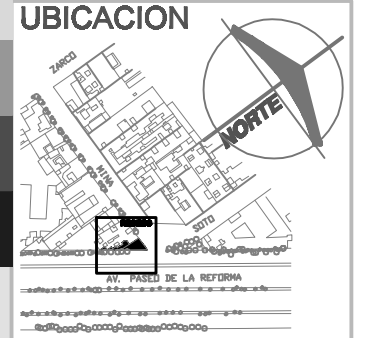 UBICACION
ZARCO
NORTE
MINA
SOTO
AV. PASEO DE LA REFORMA